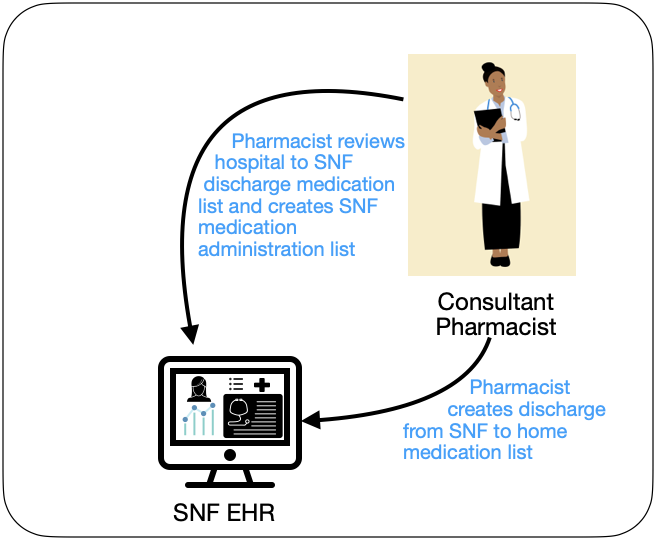 Pharmacist reviews
hospital to SNF
discharge medication
list and creates SNF
medication
administration list
Consultant
Pharmacist
Pharmacist
creates discharge
from SNF to home
medication list
SNF EHR